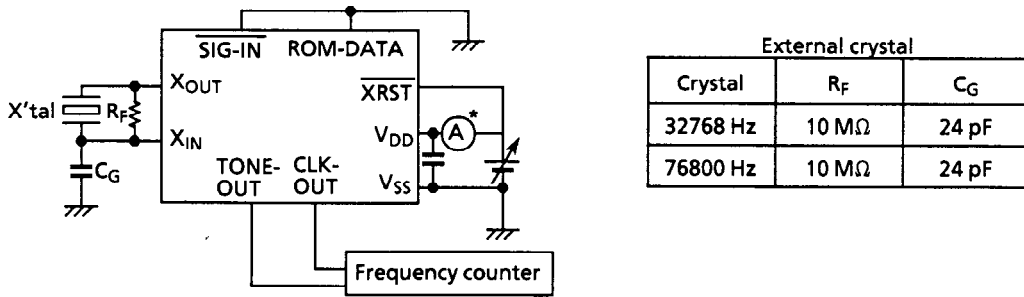 SIG-IN ROM-DATA
XOUT
XRST
X'tal
RF
XIN
VDD
A *
CG
TONE-OUT
CLK-OUT
VSS
Frequency counter
External crystal
Crystal RF CG
32768 Hz 10 MΩ 24 pF
76800 Hz 10 MΩ 24 pF